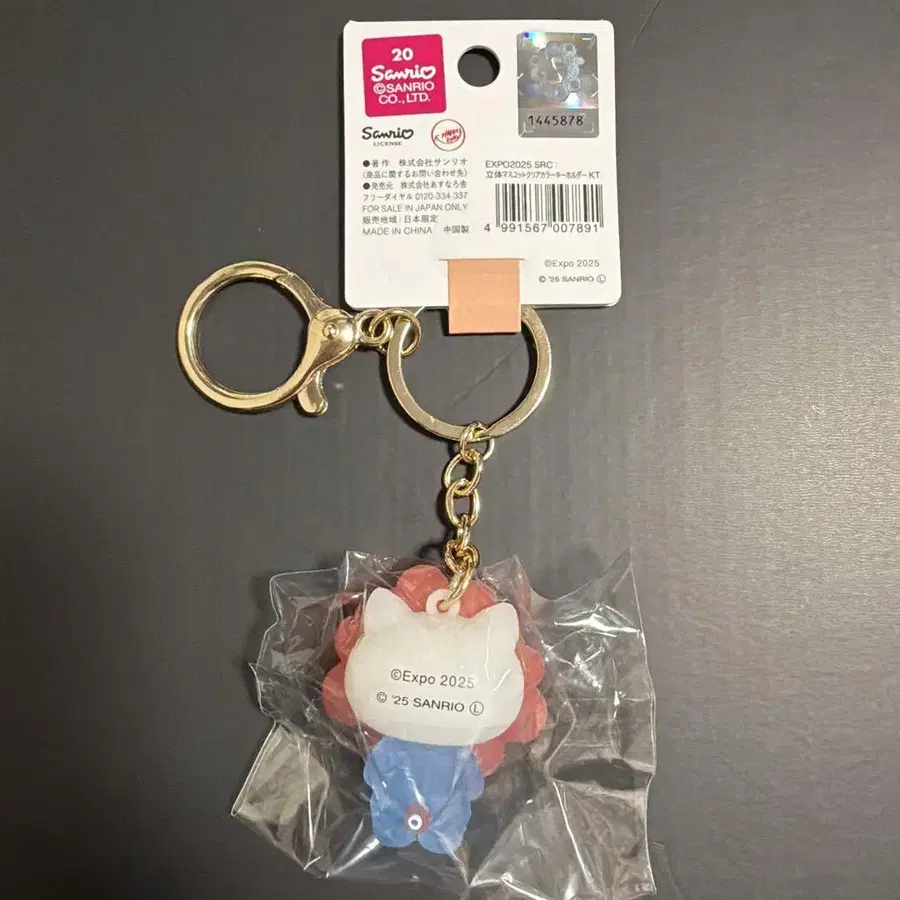 20
Sanrio
©SANRIO
CO., LTD.
Sanrio
LICENSE
●著作 株式会社サンリオ
(商品に関するお問い合わせ先)
●発売元 株式会社あすなろ舎
フリーダイヤル 0120-334-337
FOR SALE IN JAPAN ONLY
販売地域:日本限定
MADE IN CHINA 中国製
1445878
EXPO2025 SRC:
立体マスコットクリアカラーキーホルダー KT
4 991567 007891
©Expo 2025
© '25 SANRIO Ⓛ
©Expo 2025
© '25 SANRIO Ⓛ